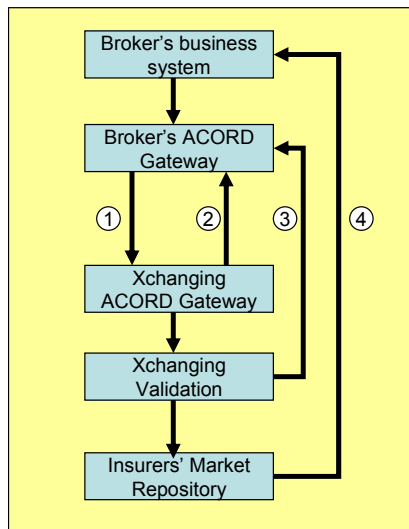 Broker's business
system
Broker's ACORD
Gateway
1 2 3 4
Xchanging
ACORD Gateway
Xchanging
Validation
Insurers' Market
Repository